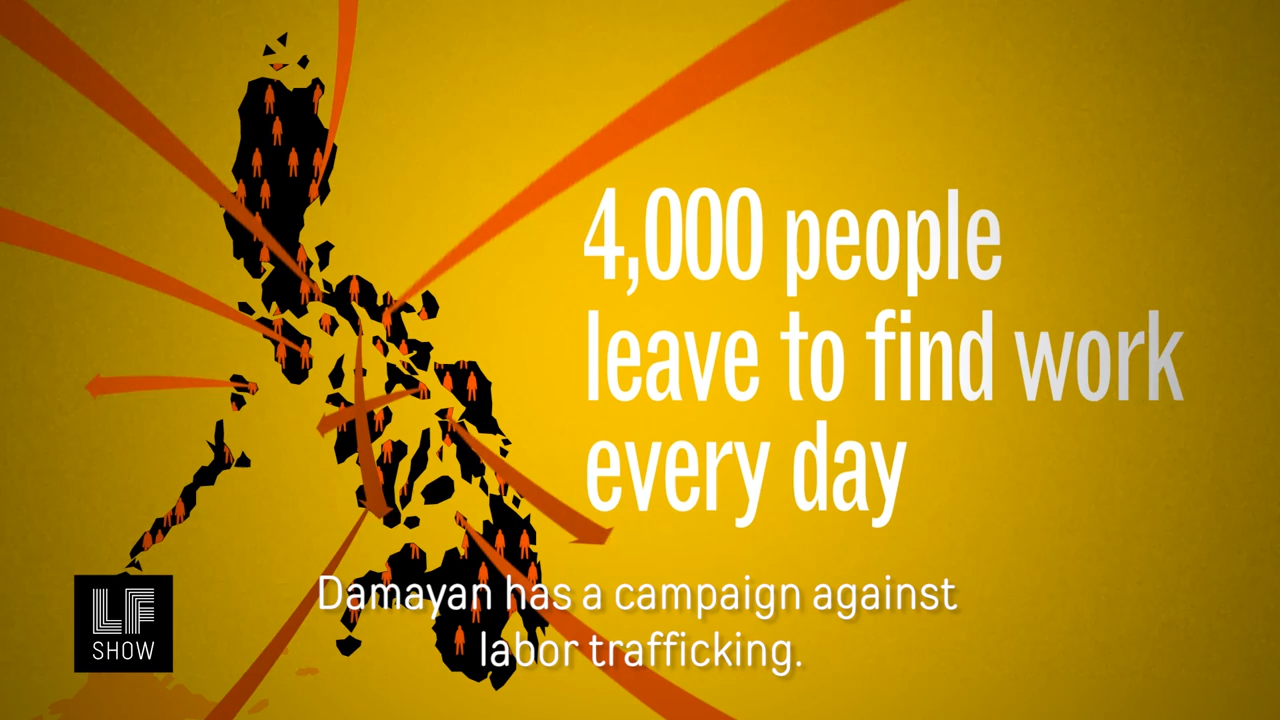 4,000 people
leave to find work
every day
Damayan has a campaign against
labor trafficking.
LF
SHOW